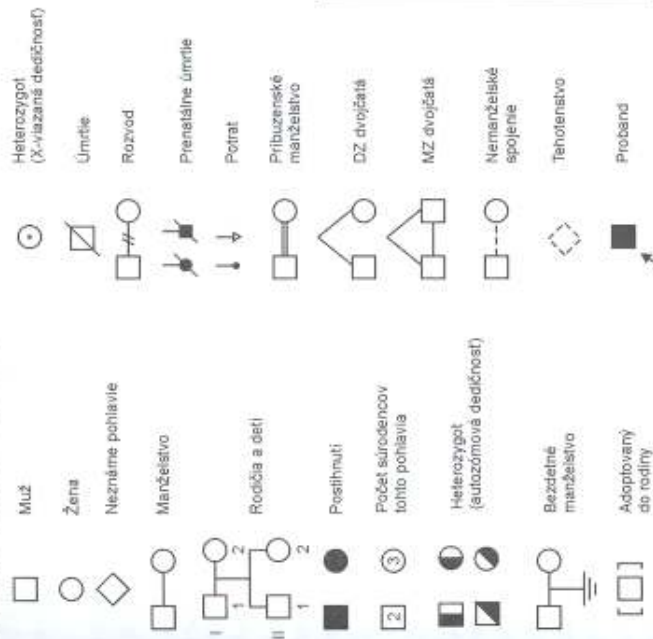 Muž
Žena
Neznáme pohlavie
Manželstvo
I
1
2
II
1
2
Rodičia a deti
Postihnutí
2
3
Počet súrodencov
tohto pohlavia
Heterozygot
(autozómová dedičnosť)
Bezdetné
manželstvo
[ ]
Adoptovaný
do rodiny
Heterozygot
(X-viazaná dedičnosť)
Úmrtie
Rozvod
Prenatálne úmrtie
Potrat
Príbuzenské
manželstvo
DZ dvojčatá
MZ dvojčatá
Nemanželské
spojenie
Tehotenstvo
Proband